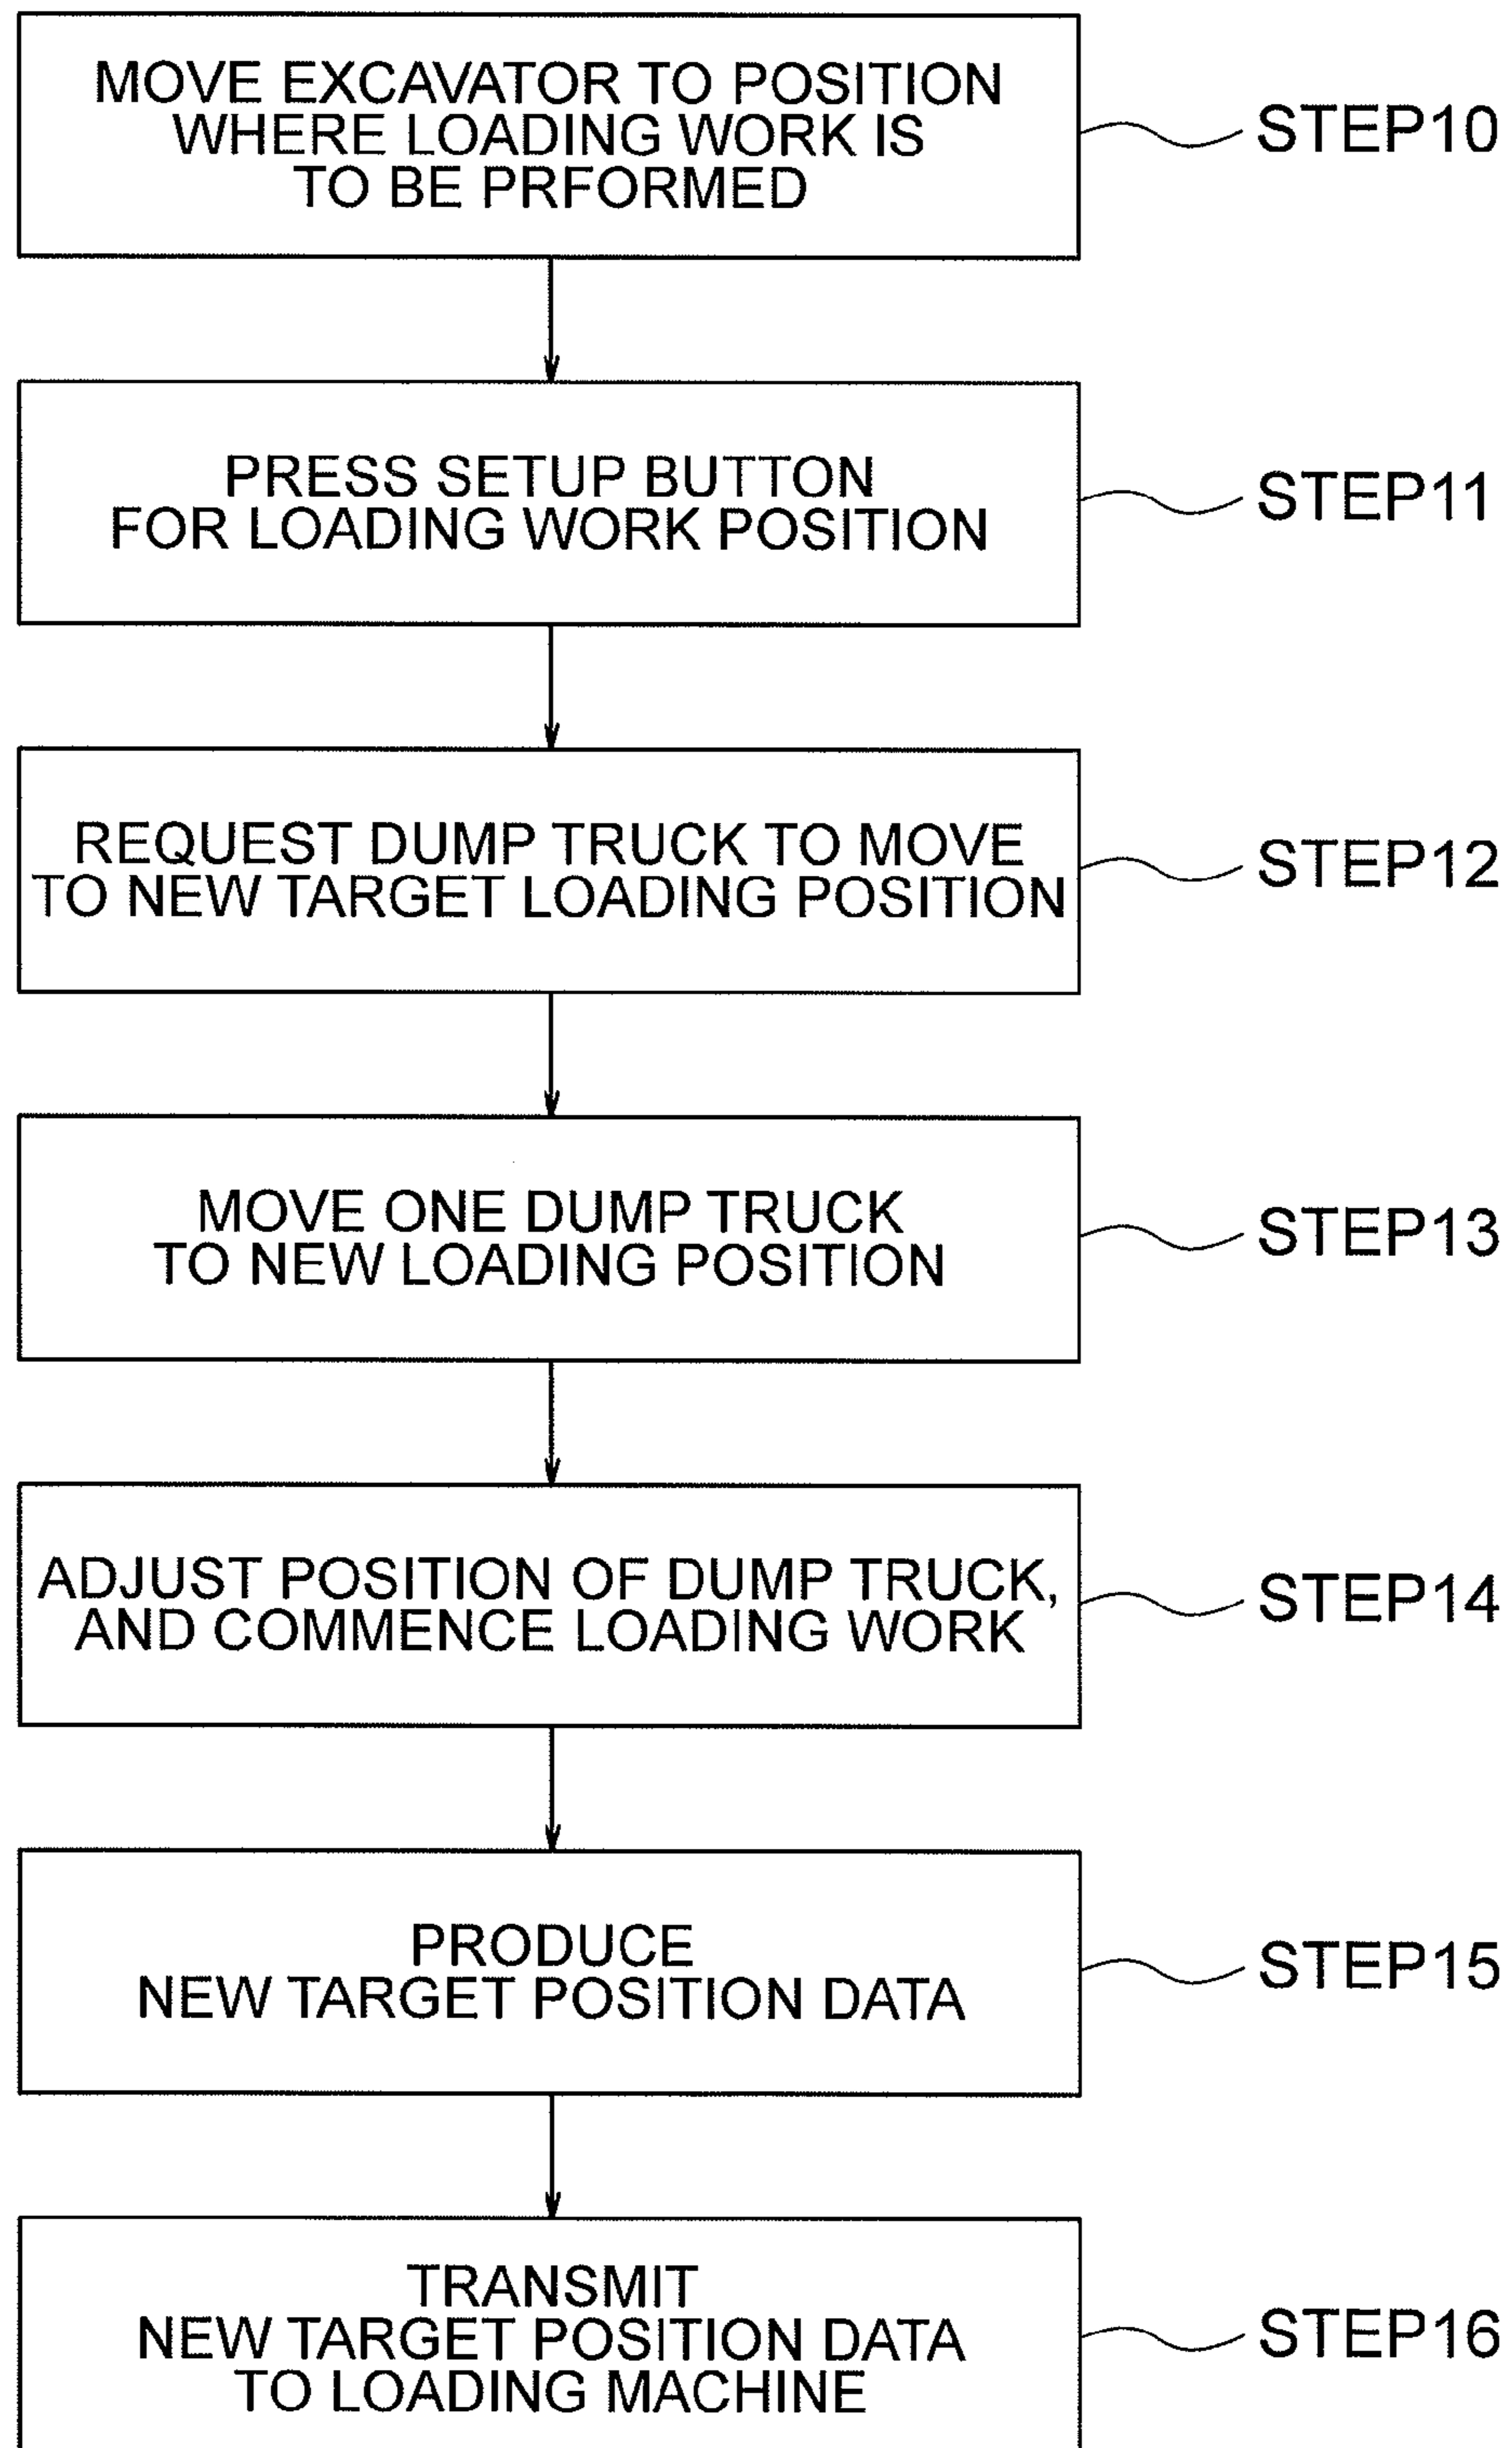 MOVE EXCAVATOR TO POSITION
WHERE LOADING WORK IS
TO BE PRFORMED
STEP10
PRESS SETUP BUTTON
FOR LOADING WORK POSITION
STEP11
REQUEST DUMP TRUCK TO MOVE
TO NEW TARGET LOADING POSITION
STEP12
MOVE ONE DUMP TRUCK
TO NEW LOADING POSITION
STEP13
ADJUST POSITION OF DUMP TRUCK,
AND COMMENCE LOADING WORK
STEP14
PRODUCE
NEW TARGET POSITION DATA
STEP15
TRANSMIT
NEW TARGET POSITION DATA
TO LOADING MACHINE
STEP16